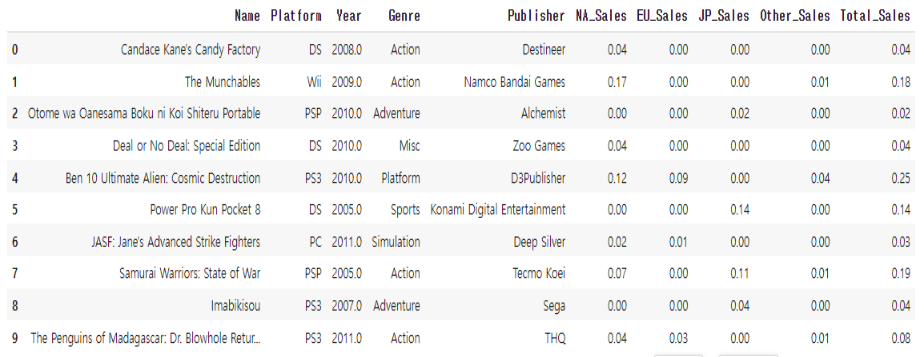 Name Platform Year Genre Publisher NA_Sales EU_Sales JP_Sales Other_Sales Total_Sales
0 Candace Kane's Candy Factory DS 2008.0 Action Destineer 0.04 0.00 0.00 0.00 0.04
1 The Munchables Wii 2009.0 Action Namco Bandai Games 0.17 0.00 0.00 0.01 0.18
2 Otome wa Oanesama Boku ni Koi Shiteru Portable PSP 2010.0 Adventure Alchemist 0.00 0.00 0.02 0.00 0.02
3 Deal or No Deal: Special Edition DS 2010.0 Misc Zoo Games 0.04 0.00 0.00 0.00 0.04
4 Ben 10 Ultimate Alien: Cosmic Destruction PS3 2010.0 Platform D3Publisher 0.12 0.09 0.00 0.04 0.25
5 Power Pro Kun Pocket 8 DS 2005.0 Sports Konami Digital Entertainment 0.00 0.00 0.14 0.00 0.14
6 JASF: Jane's Advanced Strike Fighters PC 2011.0 Simulation Deep Silver 0.02 0.01 0.00 0.00 0.03
7 Samurai Warriors: State of War PSP 2005.0 Action Tecmo Koei 0.07 0.00 0.11 0.01 0.19
8 Imabikisou PS3 2007.0 Adventure Sega 0.00 0.00 0.04 0.00 0.04
9 The Penguins of Madagascar: Dr. Blowhole Retur... PS3 2011.0 Action THQ 0.04 0.03 0.00 0.01 0.08